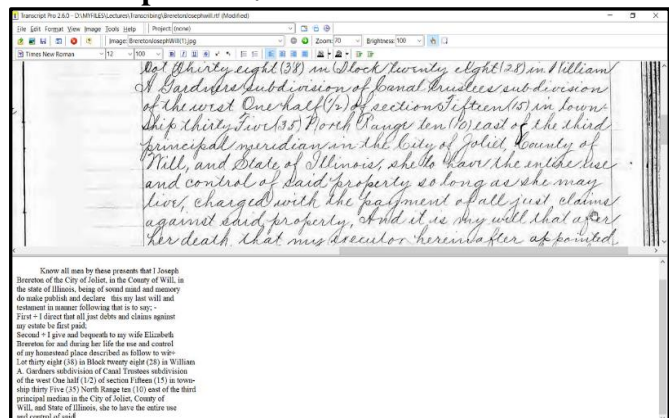 Transcript Pro 2.6.0 - D:\MYFILES\Lectures\Transcribing\Breretonjosephwill.rtf (Modified)
File Edit Format View Image Tools Help Project: (none)
Image: BreretonJosephWill(1).jpg Zoom: 70 Brightness: 100
Times New Roman 12 100
Lot Thirty eight (38) in Block twenty eight (28) in William
A Gardners subdivision of Canal Trustees subdivision
of the west One half (1/2) of section Fifteen (15) in town-
ship thirty Five (35) North Range ten (10) east of the third
principal meridian in the City of Joliet, County of
Will, and State of Illinois, she to have the entire use
and control of said property so long as she may
live, charged with the payment of all just claims
against said property, And it is my will that after
her death that my executor hereinafter appointed
Know all men by these presents that I Joseph
Brereton of the City of Joliet, in the County of Will, in
the state of Illinois, being of sound mind and memory
do make publish and declare this my last will and
testament in manner following that is to say; -
First + I direct that all just debts and claims against
my estate be first paid;
Second + I give and bequeath to my wife Elizabeth
Brereton for and during her life the use and control
of my homestead place described as follow to wit=
Lot thirty eight (38) in Block twenty eight (28) in William
A. Gardners subdivision of Canal Trustees subdivision
of the west One half (1/2) of section Fifteen (15) in town-
ship thirty Five (35) North Range ten (10) east of the third
principal median in the City of Joliet, County of
Will, and State of Illinois, she to have the entire use
and control of said